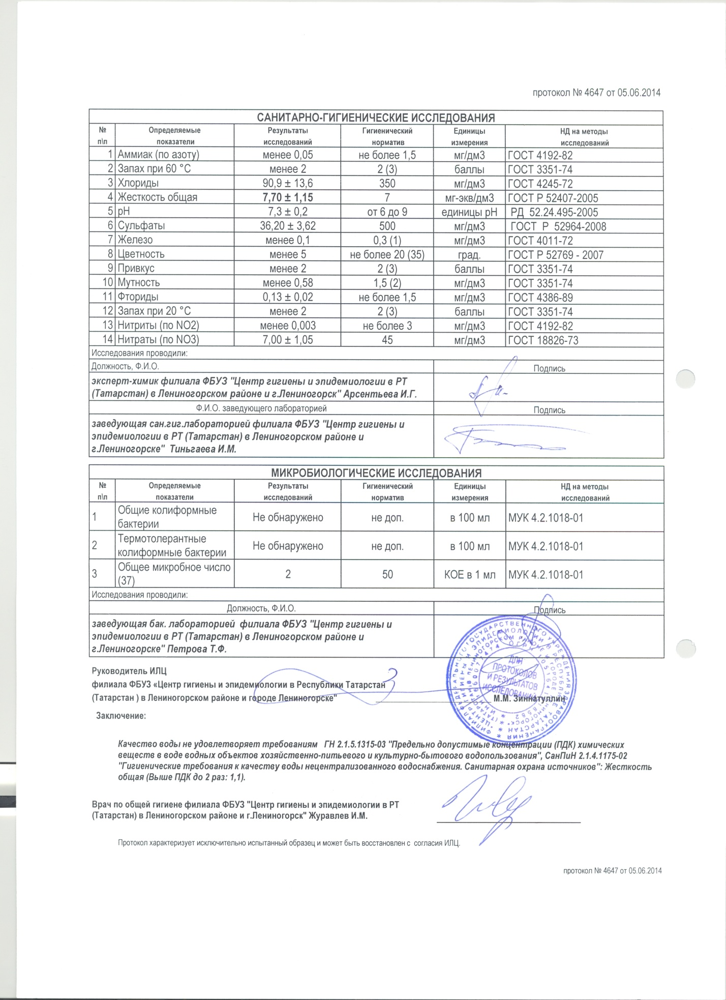 протокол № 4647 от 05.06.2014
САНИТАРНО-ГИГИЕНИЧЕСКИЕ ИССЛЕДОВАНИЯ
№ п\п Определяемые показатели Результаты исследований Гигиенический норматив Единицы измерения НД на методы исследований
1 Аммиак (по азоту) менее 0,05 не более 1,5 мг/дм3 ГОСТ 4192-82
2 Запах при 60 °С менее 2 2 (3) баллы ГОСТ 3351-74
3 Хлориды 90,9 ± 13,6 350 мг/дм3 ГОСТ 4245-72
4 Жесткость общая 7,70 ± 1,15 7 мг-экв/дм3 ГОСТ Р 52407-2005
5 рН 7,3 ± 0,2 от 6 до 9 единицы рН РД 52.24.495-2005
6 Сульфаты 36,20 ± 3,62 500 мг/дм3 ГОСТ Р 52964-2008
7 Железо менее 0,1 0,3 (1) мг/дм3 ГОСТ 4011-72
8 Цветность менее 5 не более 20 (35) град. ГОСТ Р 52769 - 2007
9 Привкус менее 2 2 (3) баллы ГОСТ 3351-74
10 Мутность менее 0,58 1,5 (2) мг/дм3 ГОСТ 3351-74
11 Фториды 0,13 ± 0,02 не более 1,5 мг/дм3 ГОСТ 4386-89
12 Запах при 20 °С менее 2 2 (3) баллы ГОСТ 3351-74
13 Нитриты (по NO2) менее 0,003 не более 3 мг/дм3 ГОСТ 4192-82
14 Нитраты (по NO3) 7,00 ± 1,05 45 мг/дм3 ГОСТ 18826-73
Исследования проводили:
Должность, Ф.И.О. Подпись
эксперт-химик филиала ФБУЗ "Центр гигиены и эпидемиологии в РТ
(Татарстан) в Лениногорском районе и г.Лениногорск" Арсентьева И.Г.
Ф.И.О. заведующего лабораторией Подпись
заведующая сан.гиг.лабораторией филиала ФБУЗ "Центр гигиены и
эпидемиологии в РТ (Татарстан) в Лениногорском районе и
г.Лениногорске" Тиньгаева И.М.
МИКРОБИОЛОГИЧЕСКИЕ ИССЛЕДОВАНИЯ
№ п\п Определяемые показатели Результаты исследований Гигиенический норматив Единицы измерения НД на методы исследований
1 Общие колиформные бактерии Не обнаружено не доп. в 100 мл МУК 4.2.1018-01
2 Термотолерантные колиформные бактерии Не обнаружено не доп. в 100 мл МУК 4.2.1018-01
3 Общее микробное число (37) 2 50 КОЕ в 1 мл МУК 4.2.1018-01
Исследования проводили:
Должность, Ф.И.О. Подпись
заведующая бак. лабораторией филиала ФБУЗ "Центр гигиены и
эпидемиологии в РТ (Татарстан) в Лениногорском районе и
г.Лениногорске" Петрова Т.Ф.
ДЛЯ
ПРОТОКОЛОВ
И РЕЗУЛЬТАТОВ
ИССЛЕДОВАНИЙ
Руководитель ИЛЦ
филиала ФБУЗ «Центр гигиены и эпидемиологии в Республики Татарстан
(Татарстан ) в Лениногорском районе и городе Лениногорске" М.М. Зиннатуллин
Заключение:
Качество воды не удовлетворяет требованиям ГН 2.1.5.1315-03 "Предельно допустимые концентрации (ПДК) химических
веществ в воде водных объектов хозяйственно-питьевого и культурно-бытового водопользования", СанПиН 2.1.4.1175-02
"Гигиенические требования к качеству воды нецентрализованного водоснабжения. Санитарная охрана источников": Жесткость
общая (Выше ПДК до 2 раз: 1,1).
Врач по общей гигиене филиала ФБУЗ "Центр гигиены и эпидемиологии в РТ
(Татарстан) в Лениногорском районе и г.Лениногорск" Журавлев И.М.
Протокол характеризует исключительно испытанный образец и может быть восстановлен с согласия ИЛЦ.
протокол № 4647 от 05.06.2014